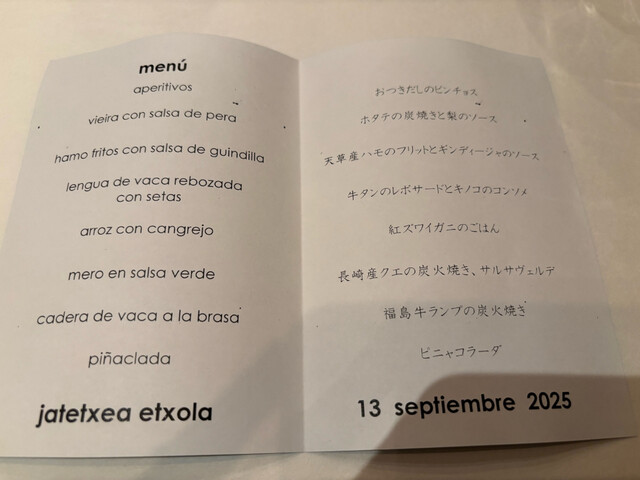 menú
aperitivos
vieira con salsa de pera
hamo fritos con salsa de guindilla
lengua de vaca rebozada
con setas
arroz con cangrejo
mero en salsa verde
cadera de vaca a la brasa
piñaclada
jatetxea etxola
おつきだしのピンチョス
ホタテの炭焼きと梨のソース
天草産ハモのフリットとギンディージャのソース
牛タンのレボサードとキノコのコンソメ
紅ズワイガニのごはん
長崎産クエの炭火焼き、サルサヴェルデ
福島牛ランプの炭火焼き
ピニャコラーダ
13 septiembre 2025